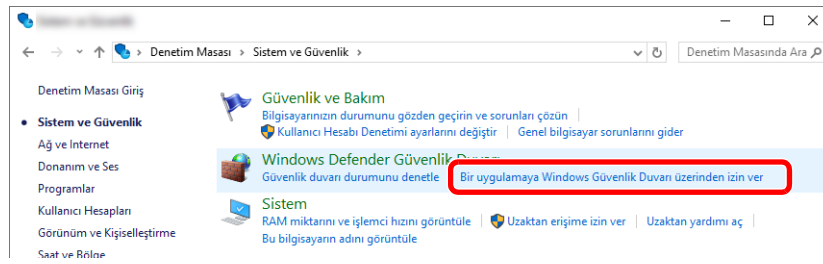 Denetim Masası > Sistem ve Güvenlik >
Denetim Masasında Ara
Denetim Masası Giriş
Sistem ve Güvenlik
Ağ ve Internet
Donanım ve Ses
Programlar
Kullanıcı Hesapları
Görünüm ve Kişiselleştirme
Saat ve Bölge
Güvenlik ve Bakım
Bilgisayarınızın durumunu gözden geçirin ve sorunları çözün
Kullanıcı Hesabı Denetimi ayarlarını değiştir | Genel bilgisayar sorunlarını gider
Windows Defender Güvenlik Duvarı
Güvenlik duvarı durumunu denetle
Bir uygulamaya Windows Güvenlik Duvarı üzerinden izin ver
Sistem
RAM miktarını ve işlemci hızını görüntüle | Uzaktan erişime izin ver | Uzaktan yardımı aç |
Bu bilgisayarın adını görüntüle